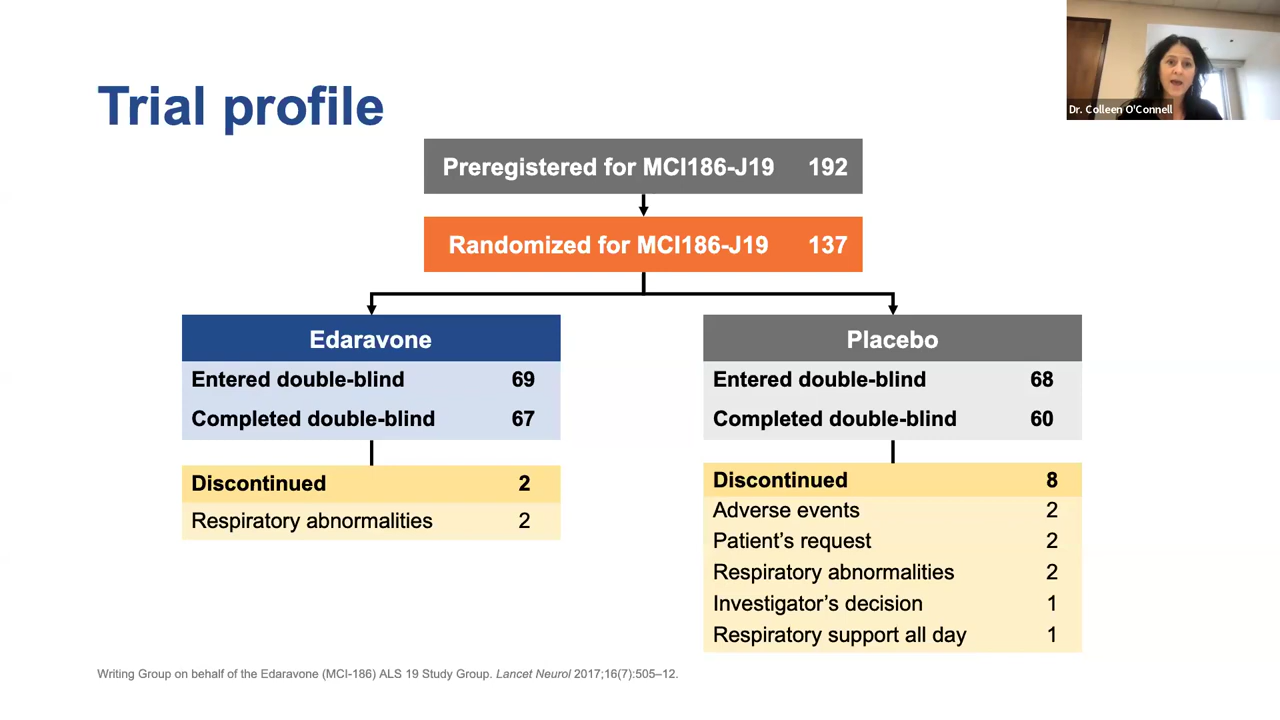 Dr. Colleen O'Connell
Trial profile
Preregistered for MCI186-J19 192
Randomized for MCI186-J19 137
Edaravone
Entered double-blind 69
Completed double-blind 67
Discontinued 2
Respiratory abnormalities 2
Placebo
Entered double-blind 68
Completed double-blind 60
Discontinued 8
Adverse events 2
Patient’s request 2
Respiratory abnormalities 2
Investigator’s decision 1
Respiratory support all day 1
Writing Group on behalf of the Edaravone (MCI-186) ALS 19 Study Group. Lancet Neurol 2017;16(7):505–12.